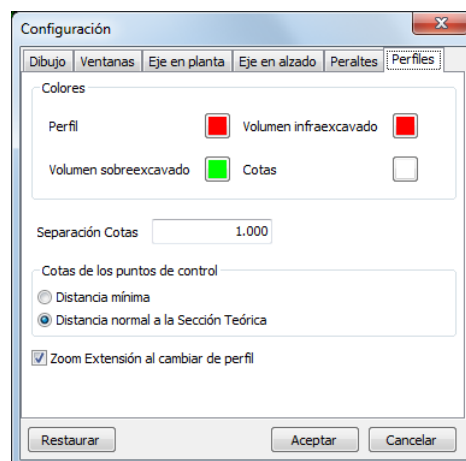 Configuración
Dibujo Ventanas Eje en planta Eje en alzado Peraltes Perfiles
Colores
Perfil Volumen infraexcavado
Volumen sobreexcavado Cotas
Separación Cotas 1.000
Cotas de los puntos de control
Distancia mínima
Distancia normal a la Sección Teórica
Zoom Extensión al cambiar de perfil
Restaurar Aceptar Cancelar